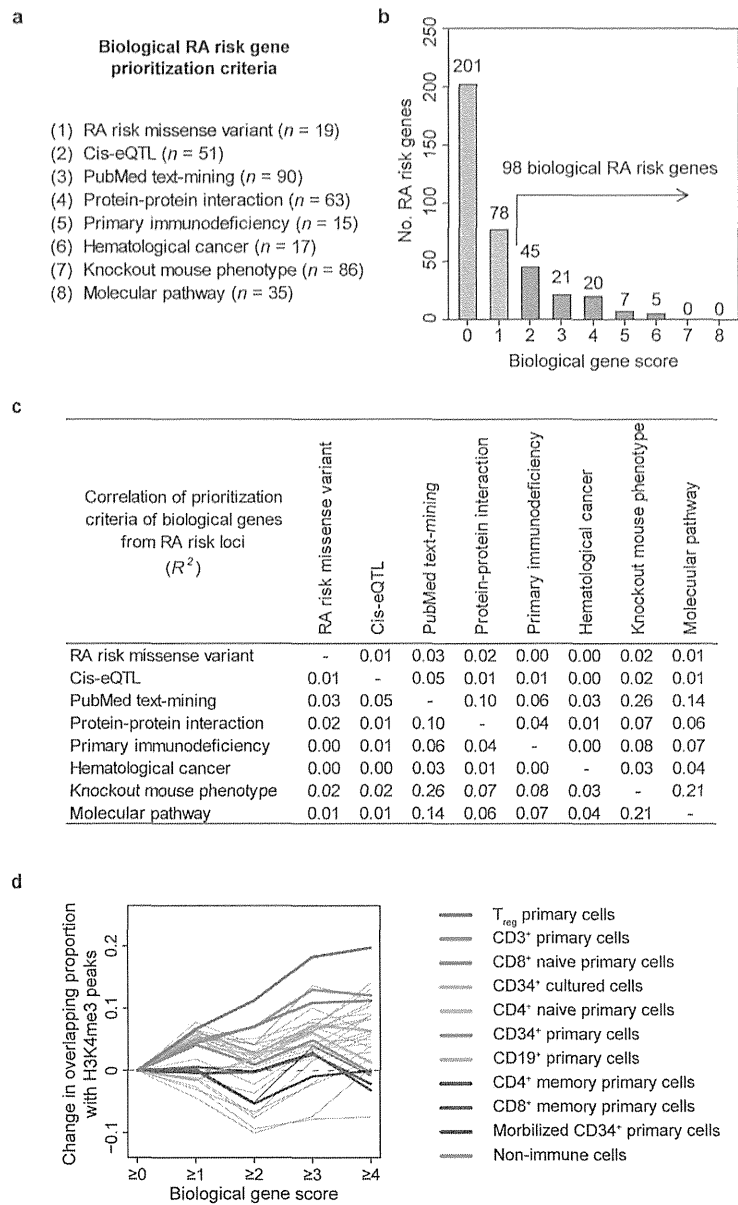 a
Biological RA risk gene
prioritization criteria
(1) RA risk missense variant (n = 19)
(2) Cis-eQTL (n = 51)
(3) PubMed text-mining (n = 90)
(4) Protein-protein interaction (n = 63)
(5) Primary immunodeficiency (n = 15)
(6) Hematological cancer (n = 17)
(7) Knockout mouse phenotype (n = 86)
(8) Molecular pathway (n = 35)
b
No. RA risk genes
250
200
150
100
50
0
201
78
45
21
20
7
5
0
0
98 biological RA risk genes
0 1 2 3 4 5 6 7 8
Biological gene score
c
Correlation of prioritization
criteria of biological genes
from RA risk loci
(R²)
RA risk missense variant
Cis-eQTL
PubMed text-mining
Protein-protein interaction
Primary immunodeficiency
Hematological cancer
Knockout mouse phenotype
Molecuular pathway
RA risk missense variant - 0.01 0.03 0.02 0.00 0.00 0.02 0.01
Cis-eQTL 0.01 - 0.05 0.01 0.01 0.00 0.02 0.01
PubMed text-mining 0.03 0.05 - 0.10 0.06 0.03 0.26 0.14
Protein-protein interaction 0.02 0.01 0.10 - 0.04 0.01 0.07 0.06
Primary immunodeficiency 0.00 0.01 0.06 0.04 - 0.00 0.08 0.07
Hematological cancer 0.00 0.00 0.03 0.01 0.00 - 0.03 0.04
Knockout mouse phenotype 0.02 0.02 0.26 0.07 0.08 0.03 - 0.21
Molecular pathway 0.01 0.01 0.14 0.06 0.07 0.04 0.21 -
d
Change in overlapping proportion
with H3K4me3 peaks
0.2
0.1
0
−0.1
≥0 ≥1 ≥2 ≥3 ≥4
Biological gene score
Treg primary cells
CD3⁺ primary cells
CD8⁺ naive primary cells
CD34⁺ cultured cells
CD4⁺ naive primary cells
CD34⁺ primary cells
CD19⁺ primary cells
CD4⁺ memory primary cells
CD8⁺ memory primary cells
Morbilized CD34⁺ primary cells
Non-immune cells